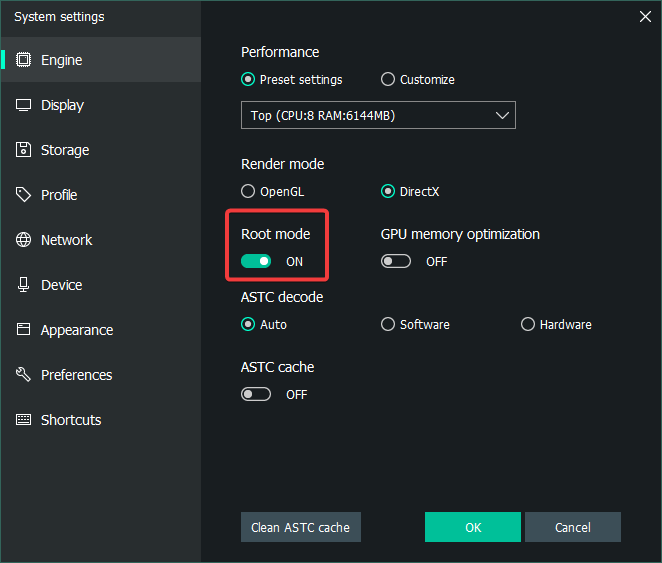 System settings
Engine
Display
Storage
Profile
Network
Device
Appearance
Preferences
Shortcuts
Performance
Preset settings Customize
Top (CPU:8 RAM:6144MB)
Render mode
OpenGL DirectX
Root mode GPU memory optimization
ON OFF
ASTC decode
Auto Software Hardware
ASTC cache
OFF
Clean ASTC cache OK Cancel